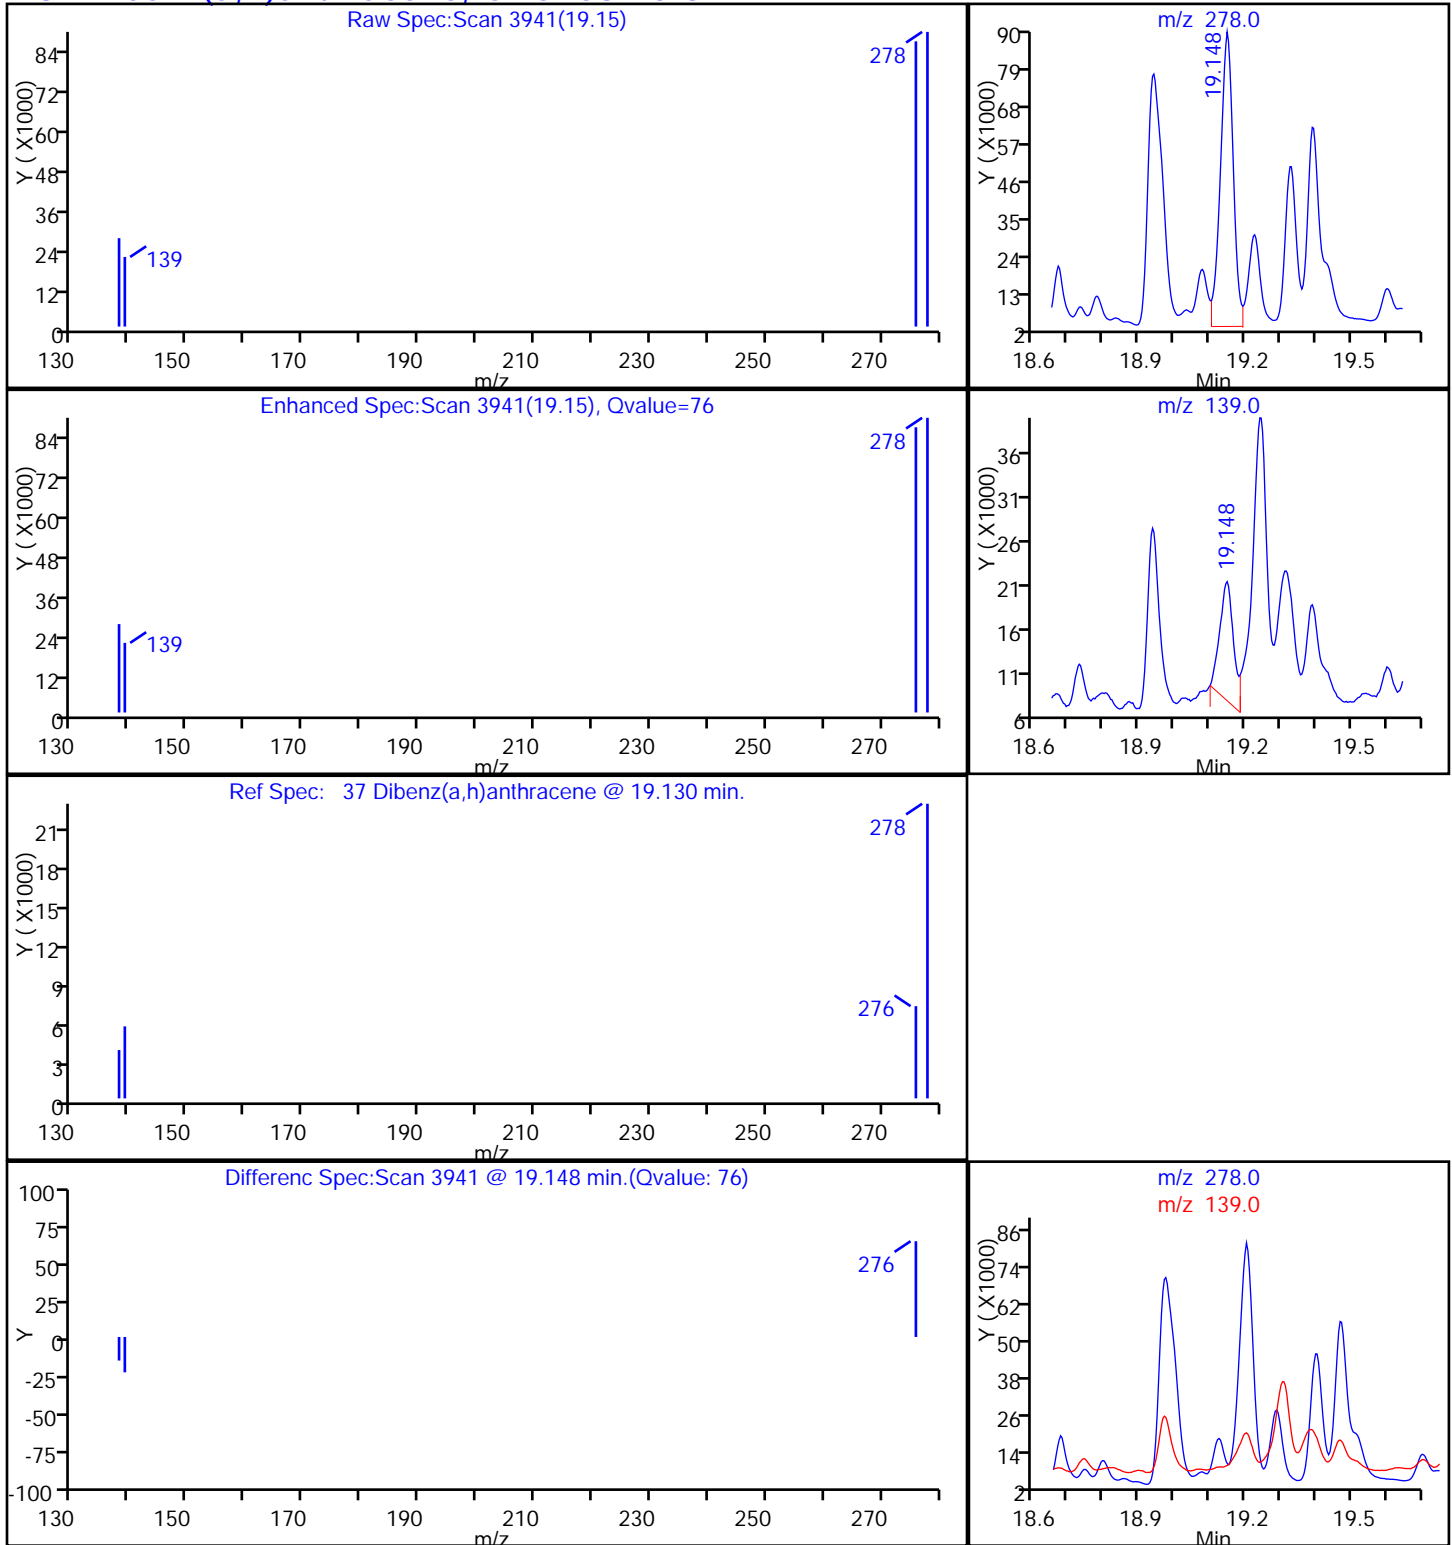 Raw Spec:Scan 3941(19.15)
Y ( X1000)
84
72
60
48
36
24
12
0
278
139
130 150 170 190 210 230 250 270
m/z
m/z 278.0
Y ( X1000)
90
79
68
57
46
35
24
13
2
19.148
18.6 18.9 19.2 19.5
Min
Enhanced Spec:Scan 3941(19.15), Qvalue=76
Y ( X1000)
84
72
60
48
36
24
12
0
278
139
130 150 170 190 210 230 250 270
m/z
m/z 139.0
Y ( X1000)
36
31
26
21
16
11
6
19.148
18.6 18.9 19.2 19.5
Min
Ref Spec: 37 Dibenz(a,h)anthracene @ 19.130 min.
Y ( X1000)
21
18
15
12
9
6
3
0
278
276
130 150 170 190 210 230 250 270
m/z
Differenc Spec:Scan 3941 @ 19.148 min.(Qvalue: 76)
Y
100
75
50
25
0
-25
-50
-75
-100
276
130 150 170 190 210 230 250 270
m/z
m/z 278.0
m/z 139.0
Y ( X1000)
86
74
62
50
38
26
14
2
18.6 18.9 19.2 19.5
Min